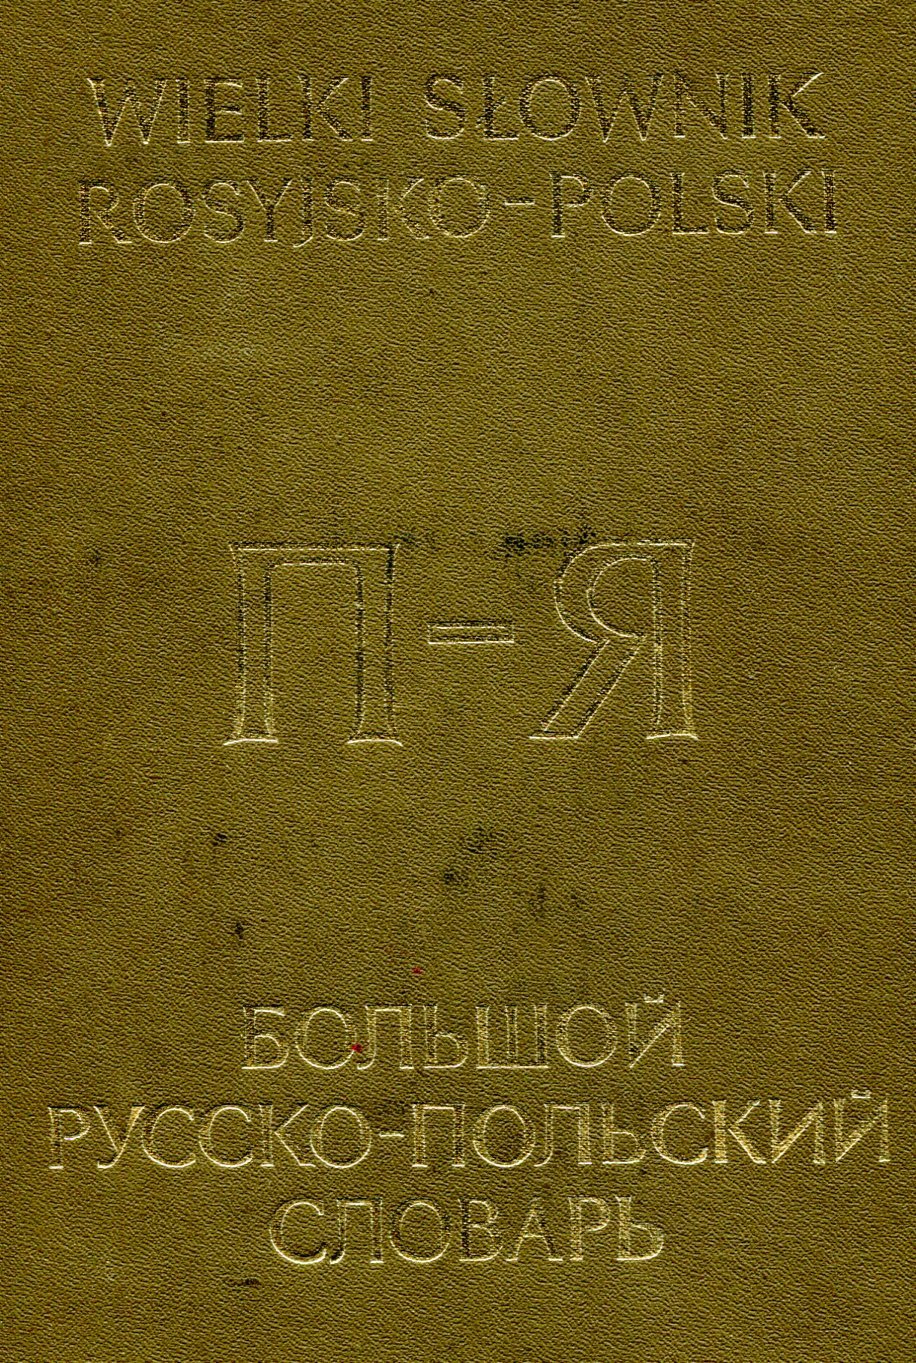 WIELKI SŁOWNIK
ROSYJSKO-POLSKI
П-Я
БОЛЬШОЙ
РУССКО-ПОЛЬСКИЙ
СЛОВАРЬ